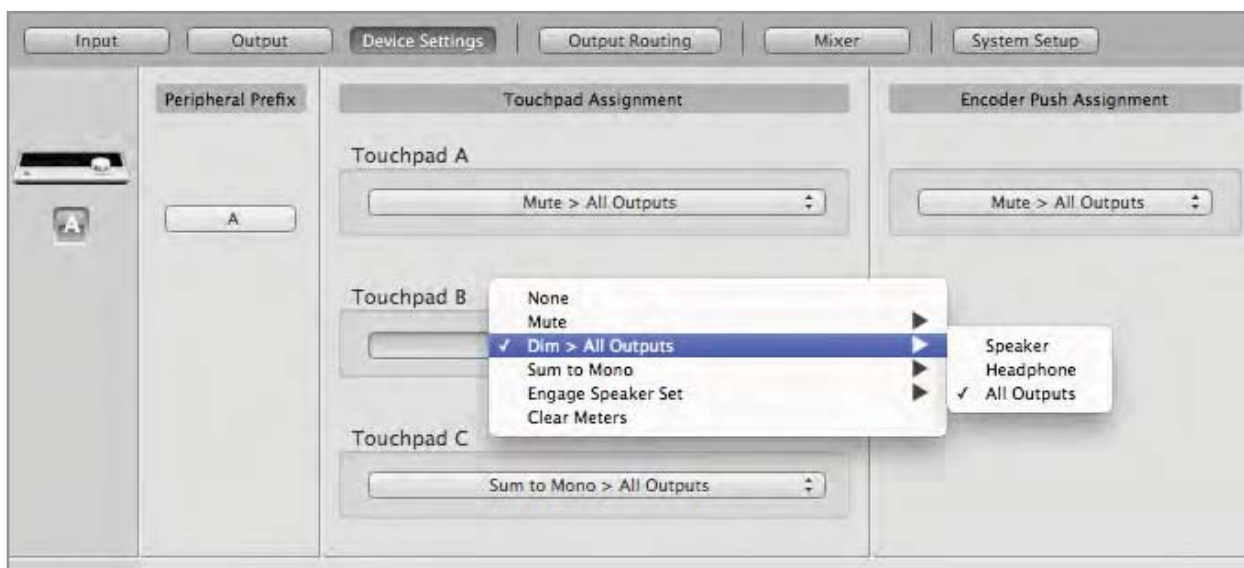 Input
Output
Device Settings
Output Routing
Mixer
System Setup
Peripheral Prefix
Touchpad Assignment
Encoder Push Assignment
A
A
Touchpad A
Mute > All Outputs
Mute > All Outputs
Touchpad B
None
Mute
✓ Dim > All Outputs
Sum to Mono
Engage Speaker Set
Clear Meters
Speaker
Headphone
✓ All Outputs
Touchpad C
Sum to Mono > All Outputs